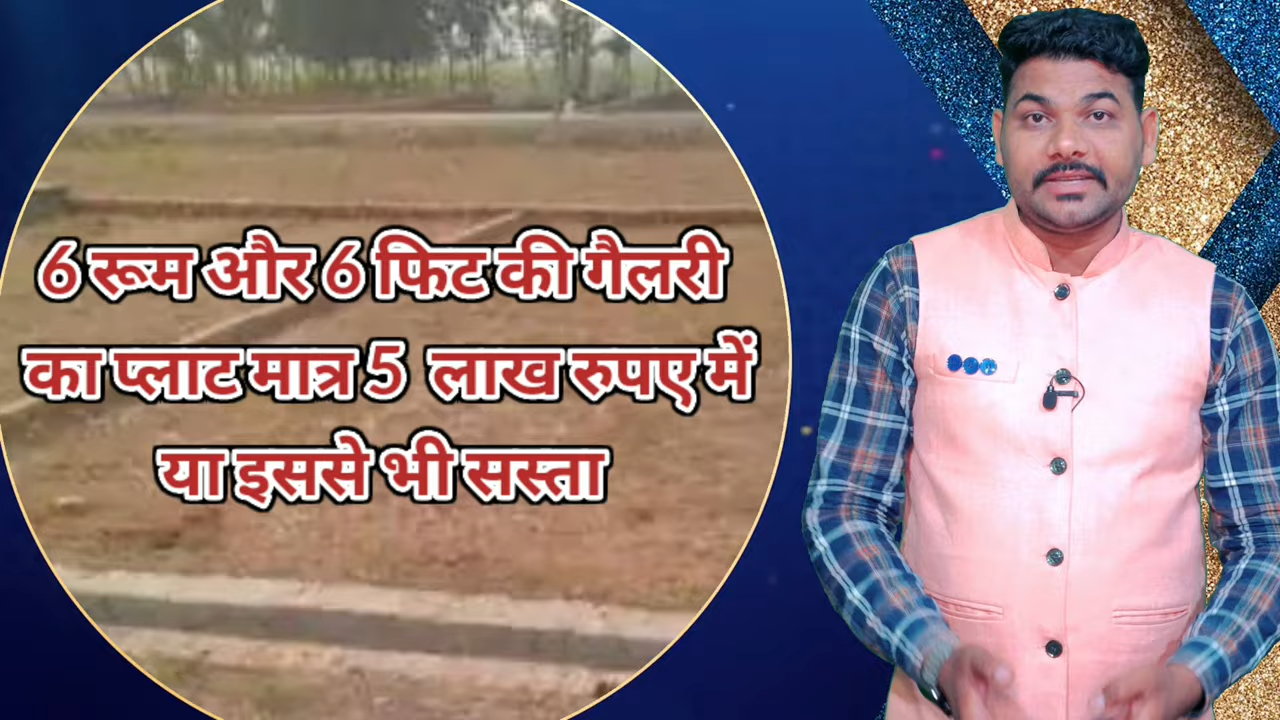 6 रूम और 6 फिट की गैलरी
का प्लाट मात्र 5 लाख रुपए में
या इससे भी सस्ता